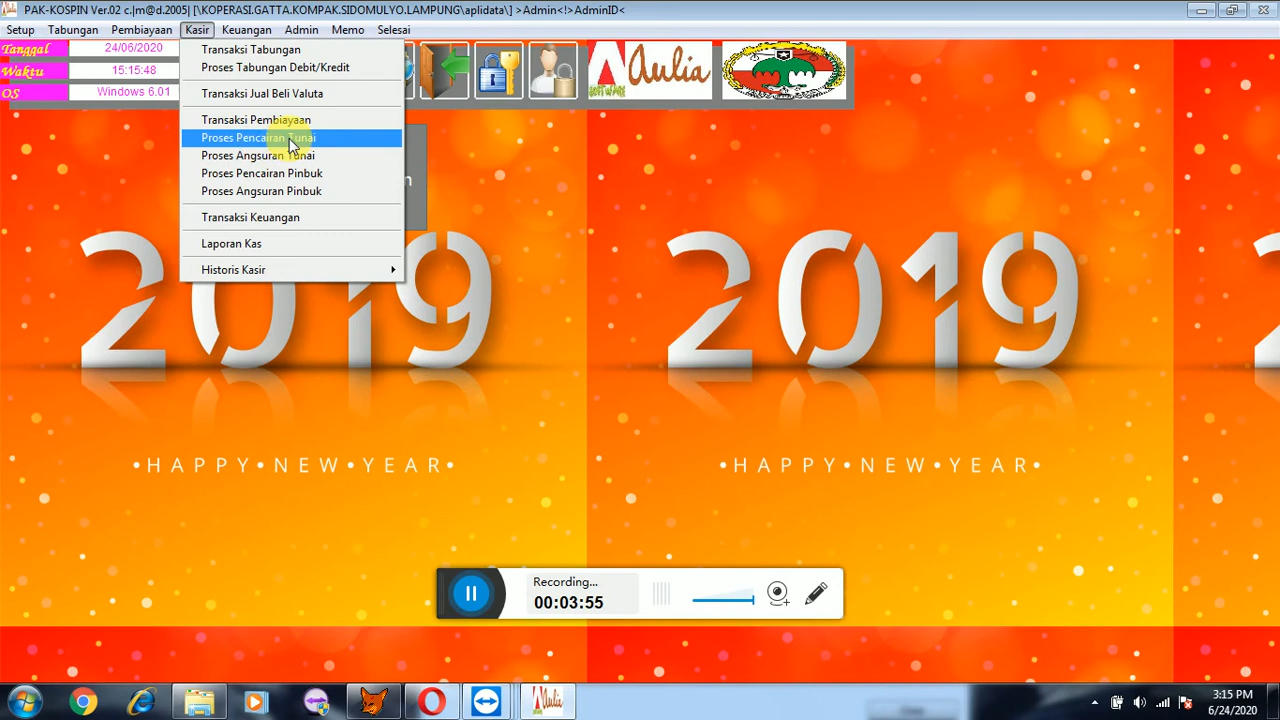 PAK-KOSPIN Ver.02 c.|m@d.2005| [\KOPERASI.GATTA.KOMPAK.SIDOMULYO.LAMPUNG\aplidata\] >Admin<!>AdminID<
Setup Tabungan Pembiayaan Kasir Keuangan Admin Memo Selesai
Tanggal 24/06/2020
Waktu 15:15:48
OS Windows 6.01
Transaksi Tabungan
Proses Tabungan Debit/Kredit
Transaksi Jual Beli Valuta
Transaksi Pembiayaan
Proses Pencairan Tunai
Proses Angsuran Tunai
Proses Pencairan Pinbuk
Proses Angsuran Pinbuk
Transaksi Keuangan
Laporan Kas
Historis Kasir
Aulia
SOFTWARE
2019
2019
•HAPPY•NEW•YEAR•
•HAPPY•NEW•YEAR•
Recording...
00:03:55
Aulia
3:15 PM
6/24/2020